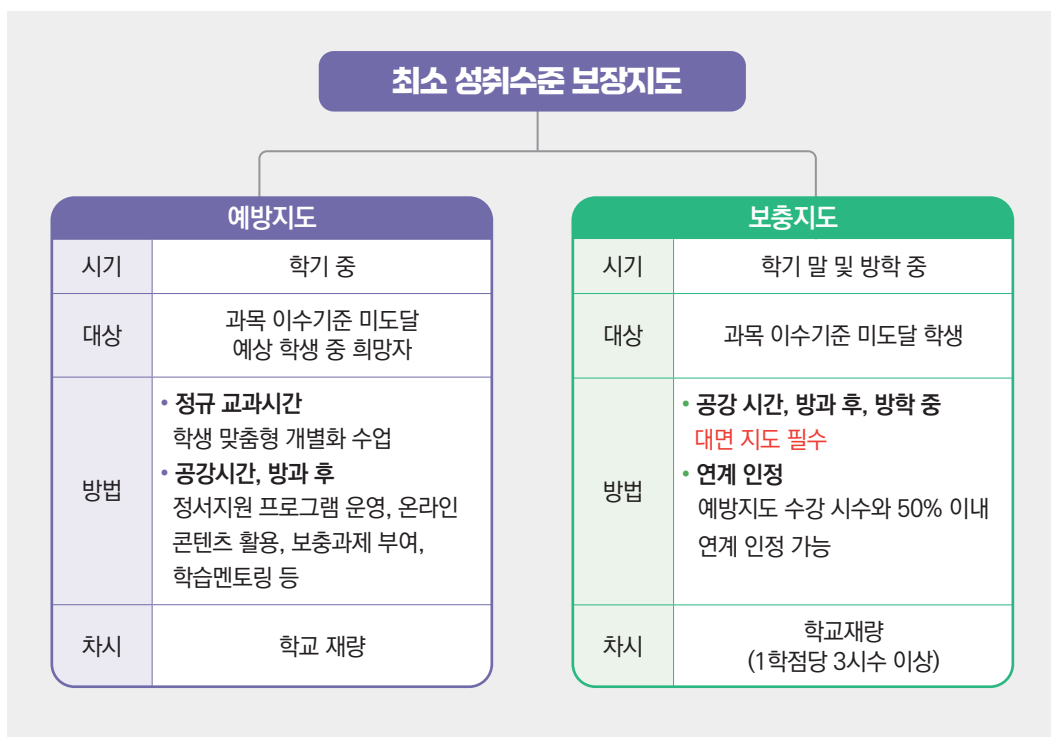 최소 성취수준 보장지도
예방지도
시기
학기 중
대상
과목 이수기준 미도달
예상 학생 중 희망자
방법
• 정규 교과시간
학생 맞춤형 개별화 수업
• 공강시간, 방과 후
정서지원 프로그램 운영, 온라인
콘텐츠 활용, 보충과제 부여,
학습멘토링 등
차시
학교 재량
보충지도
시기
학기 말 및 방학 중
대상
과목 이수기준 미도달 학생
방법
• 공강 시간, 방과 후, 방학 중
대면 지도 필수
• 연계 인정
예방지도 수강 시수와 50% 이내
연계 인정 가능
차시
학교재량
(1학점당 3시수 이상)